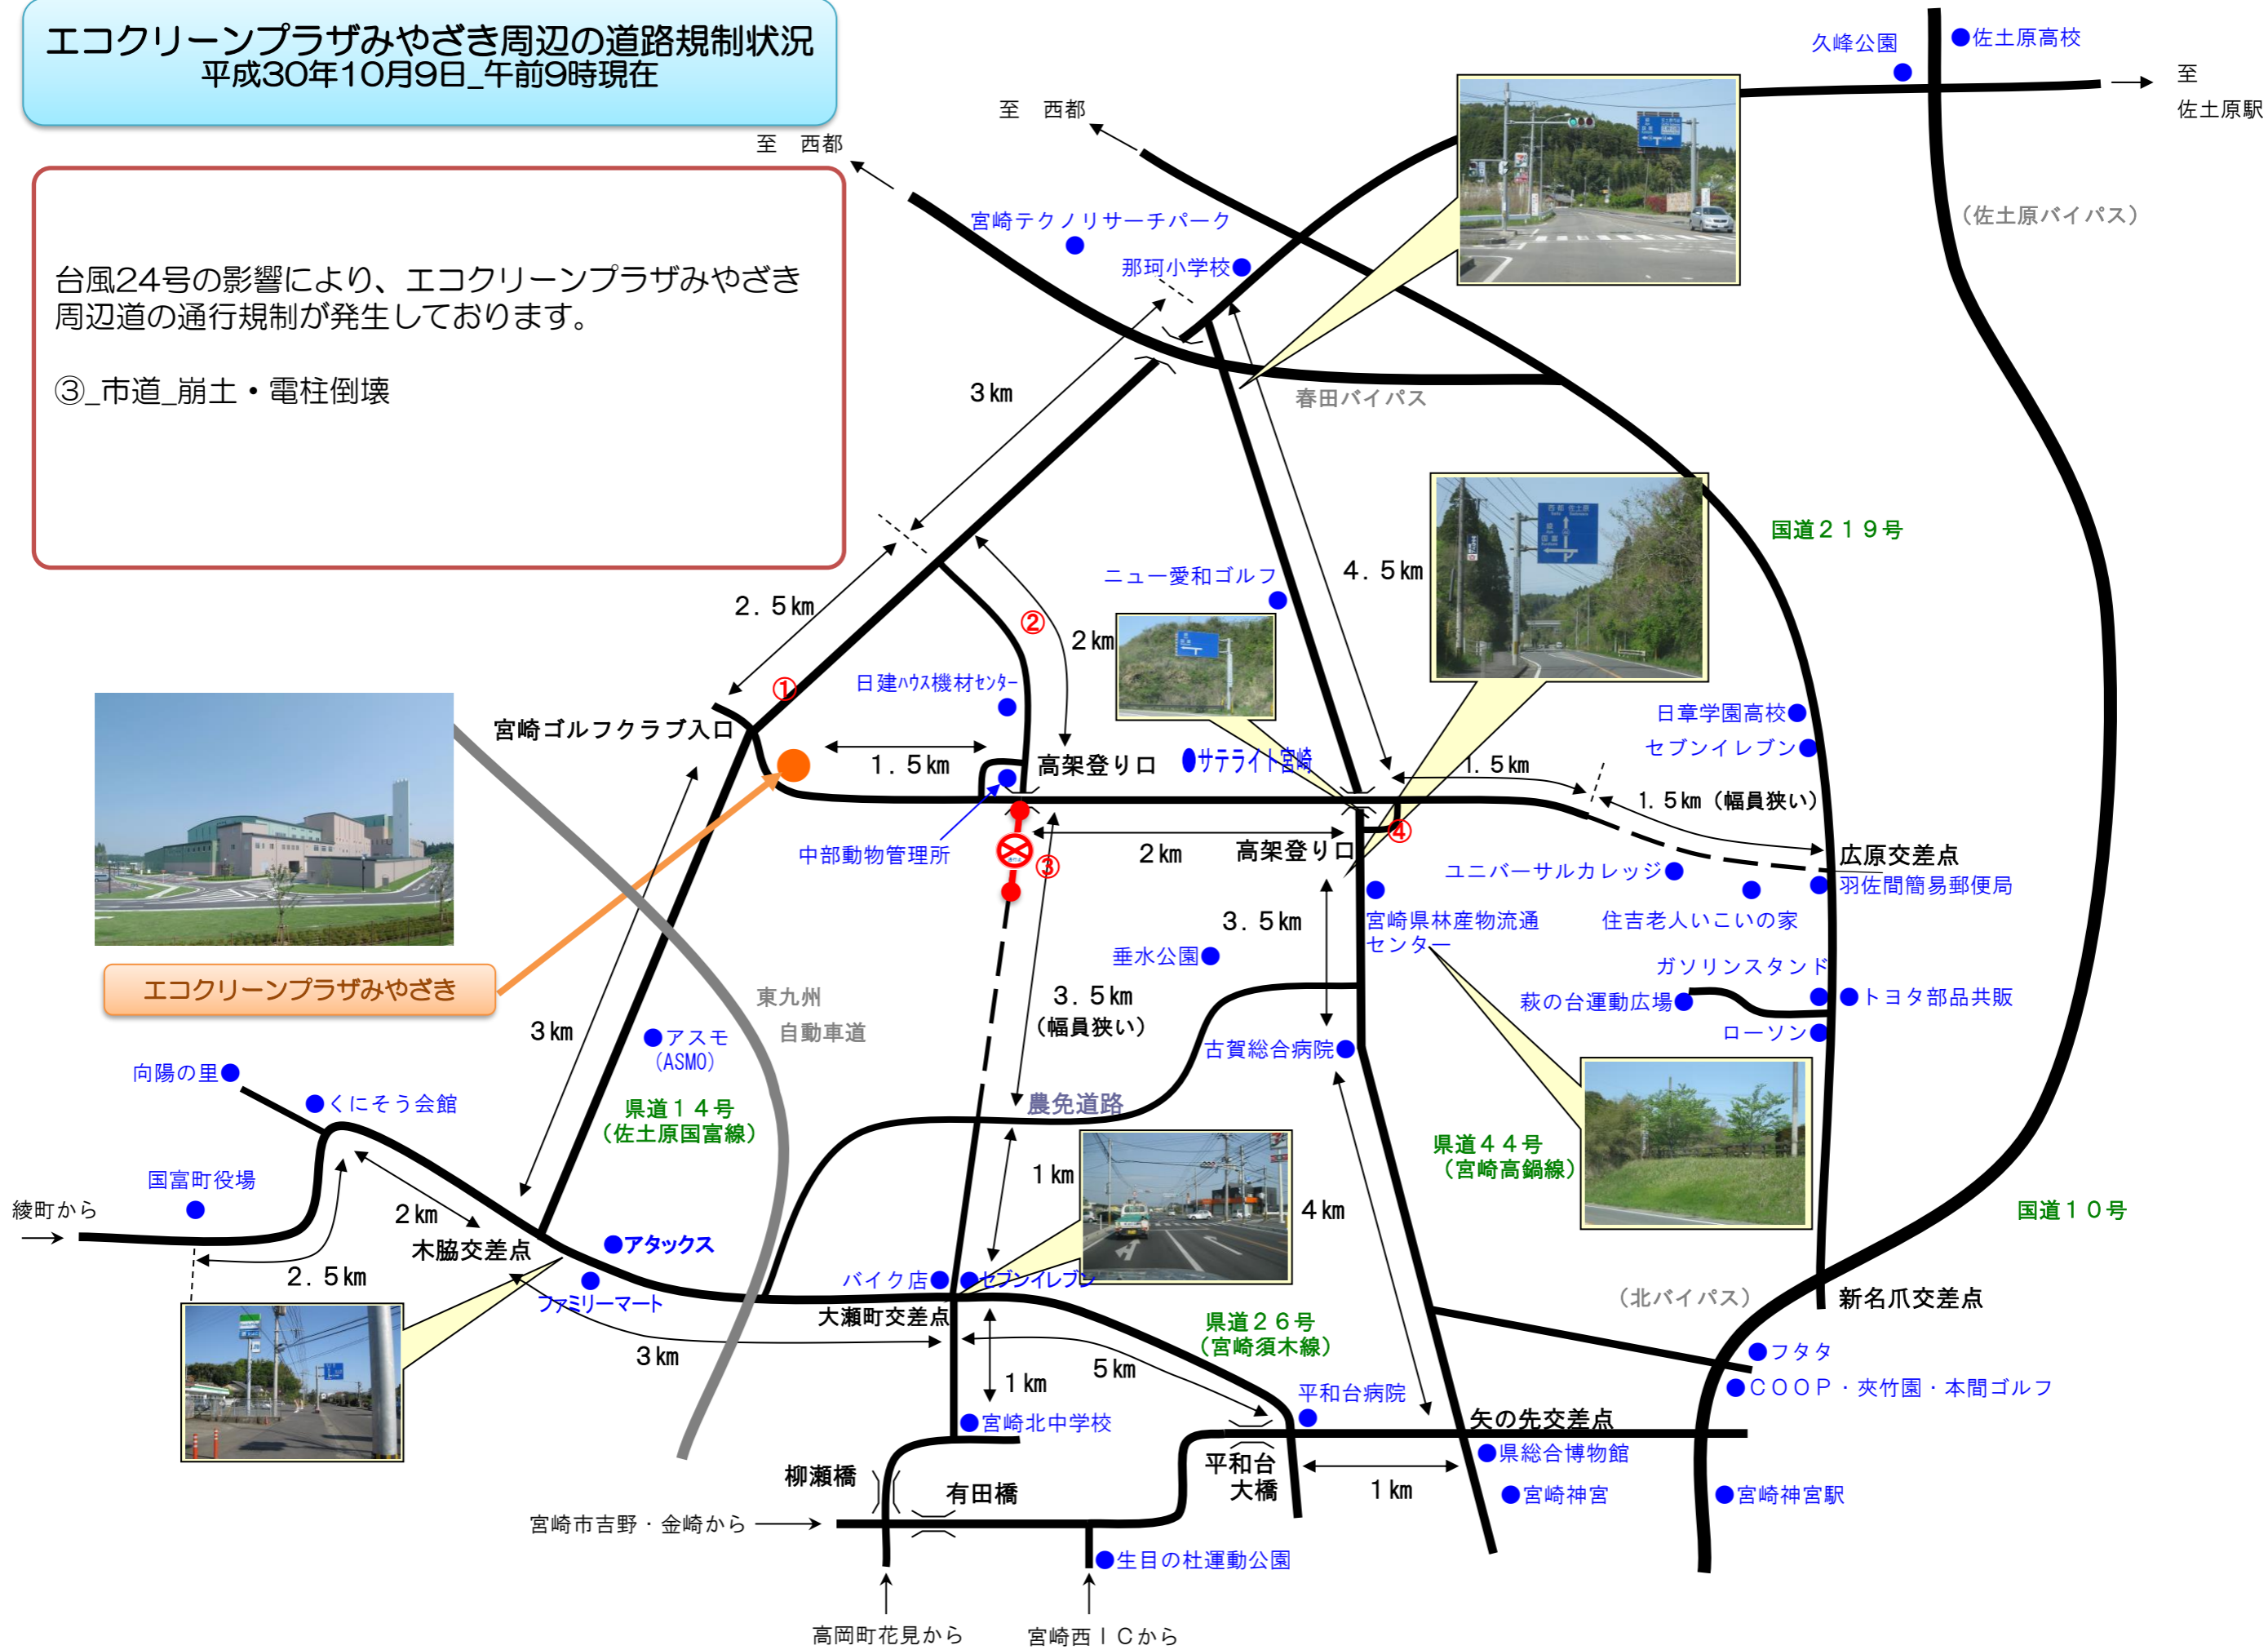 エコクリーンプラザみやざき周辺の道路規制状況
平成30年10月9日_午前9時現在
台風24号の影響により、エコクリーンプラザみやざき
周辺道の通行規制が発生しております。
③_市道_崩土・電柱倒壊
久峰公園
佐土原高校
至
佐土原駅
至　西都
至　西都
（佐土原バイパス）
宮崎テクノリサーチパーク
那珂小学校
3km
春田バイパス
国道２１９号
ニュー愛和ゴルフ
4.5km
2.5km
②
2km
①
日建ハウス機材センター
宮崎ゴルフクラブ入口
日章学園高校
セブンイレブン
1.5km
高架登り口
サテライト宮崎
1.5km
1.5km（幅員狭い）
中部動物管理所
③
2km
高架登り口
④
広原交差点
ユニバーサルカレッジ
羽佐間簡易郵便局
3.5km
宮崎県林産物流通
センター
住吉老人いこいの家
垂水公園
エコクリーンプラザみやざき
東九州
自動車道
3.5km
（幅員狭い）
ガソリンスタンド
萩の台運動広場
トヨタ部品共販
ローソン
3km
アスモ
（ASMO）
古賀総合病院
向陽の里
くにそう会館
県道１４号
（佐土原国富線）
農免道路
県道４４号
（宮崎高鍋線）
国富町役場
1km
4km
綾町から
2km
木脇交差点
アタックス
国道１０号
2.5km
ファミリーマート
バイク店
セブンイレブン
大瀬町交差点
（北バイパス）
新名爪交差点
県道２６号
（宮崎須木線）
3km
5km
1km
フタタ
ＣＯＯＰ・夾竹園・本間ゴルフ
平和台病院
宮崎北中学校
矢の先交差点
県総合博物館
柳瀬橋
有田橋
平和台
大橋
1km
宮崎神宮
宮崎神宮駅
宮崎市吉野・金崎から
生目の杜運動公園
高岡町花見から
宮崎西ＩＣから